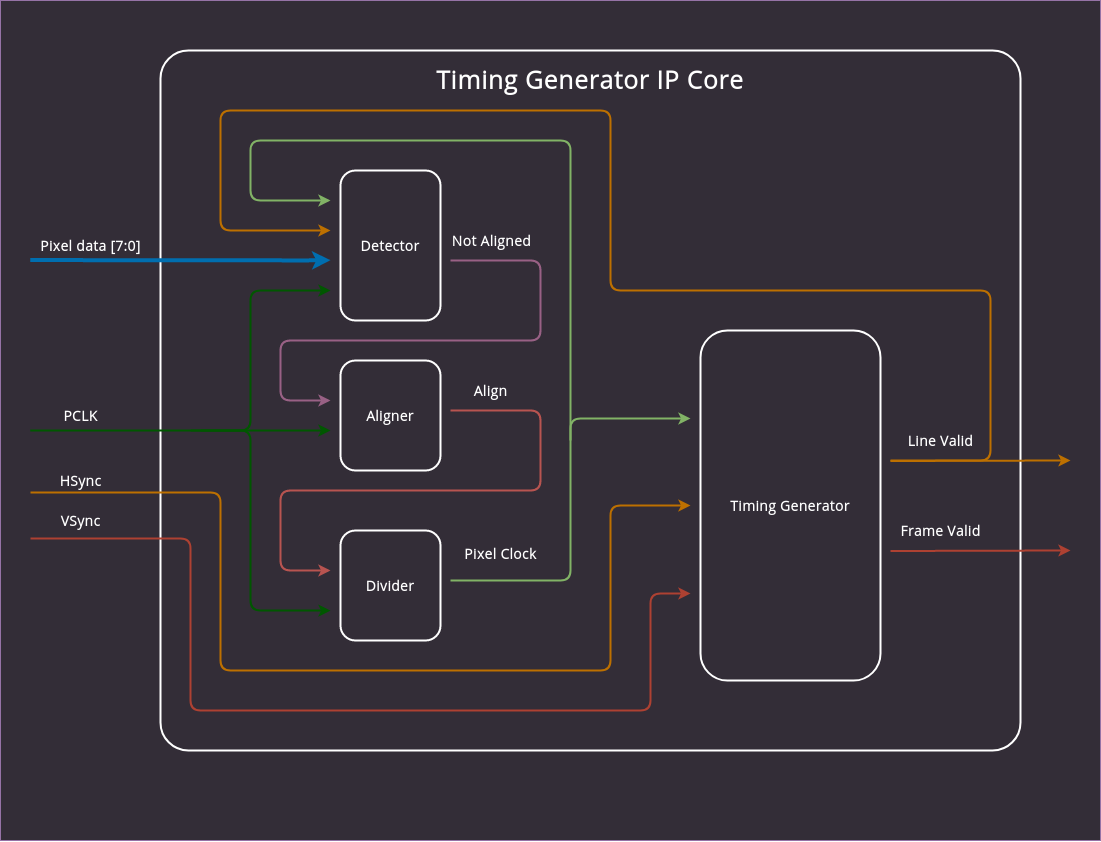 Timing Generator IP Core
Pixel data [7:0]
Detector
Not Aligned
PCLK
Aligner
Align
HSync
VSync
Divider
Pixel Clock
Timing Generator
Line Valid
Frame Valid